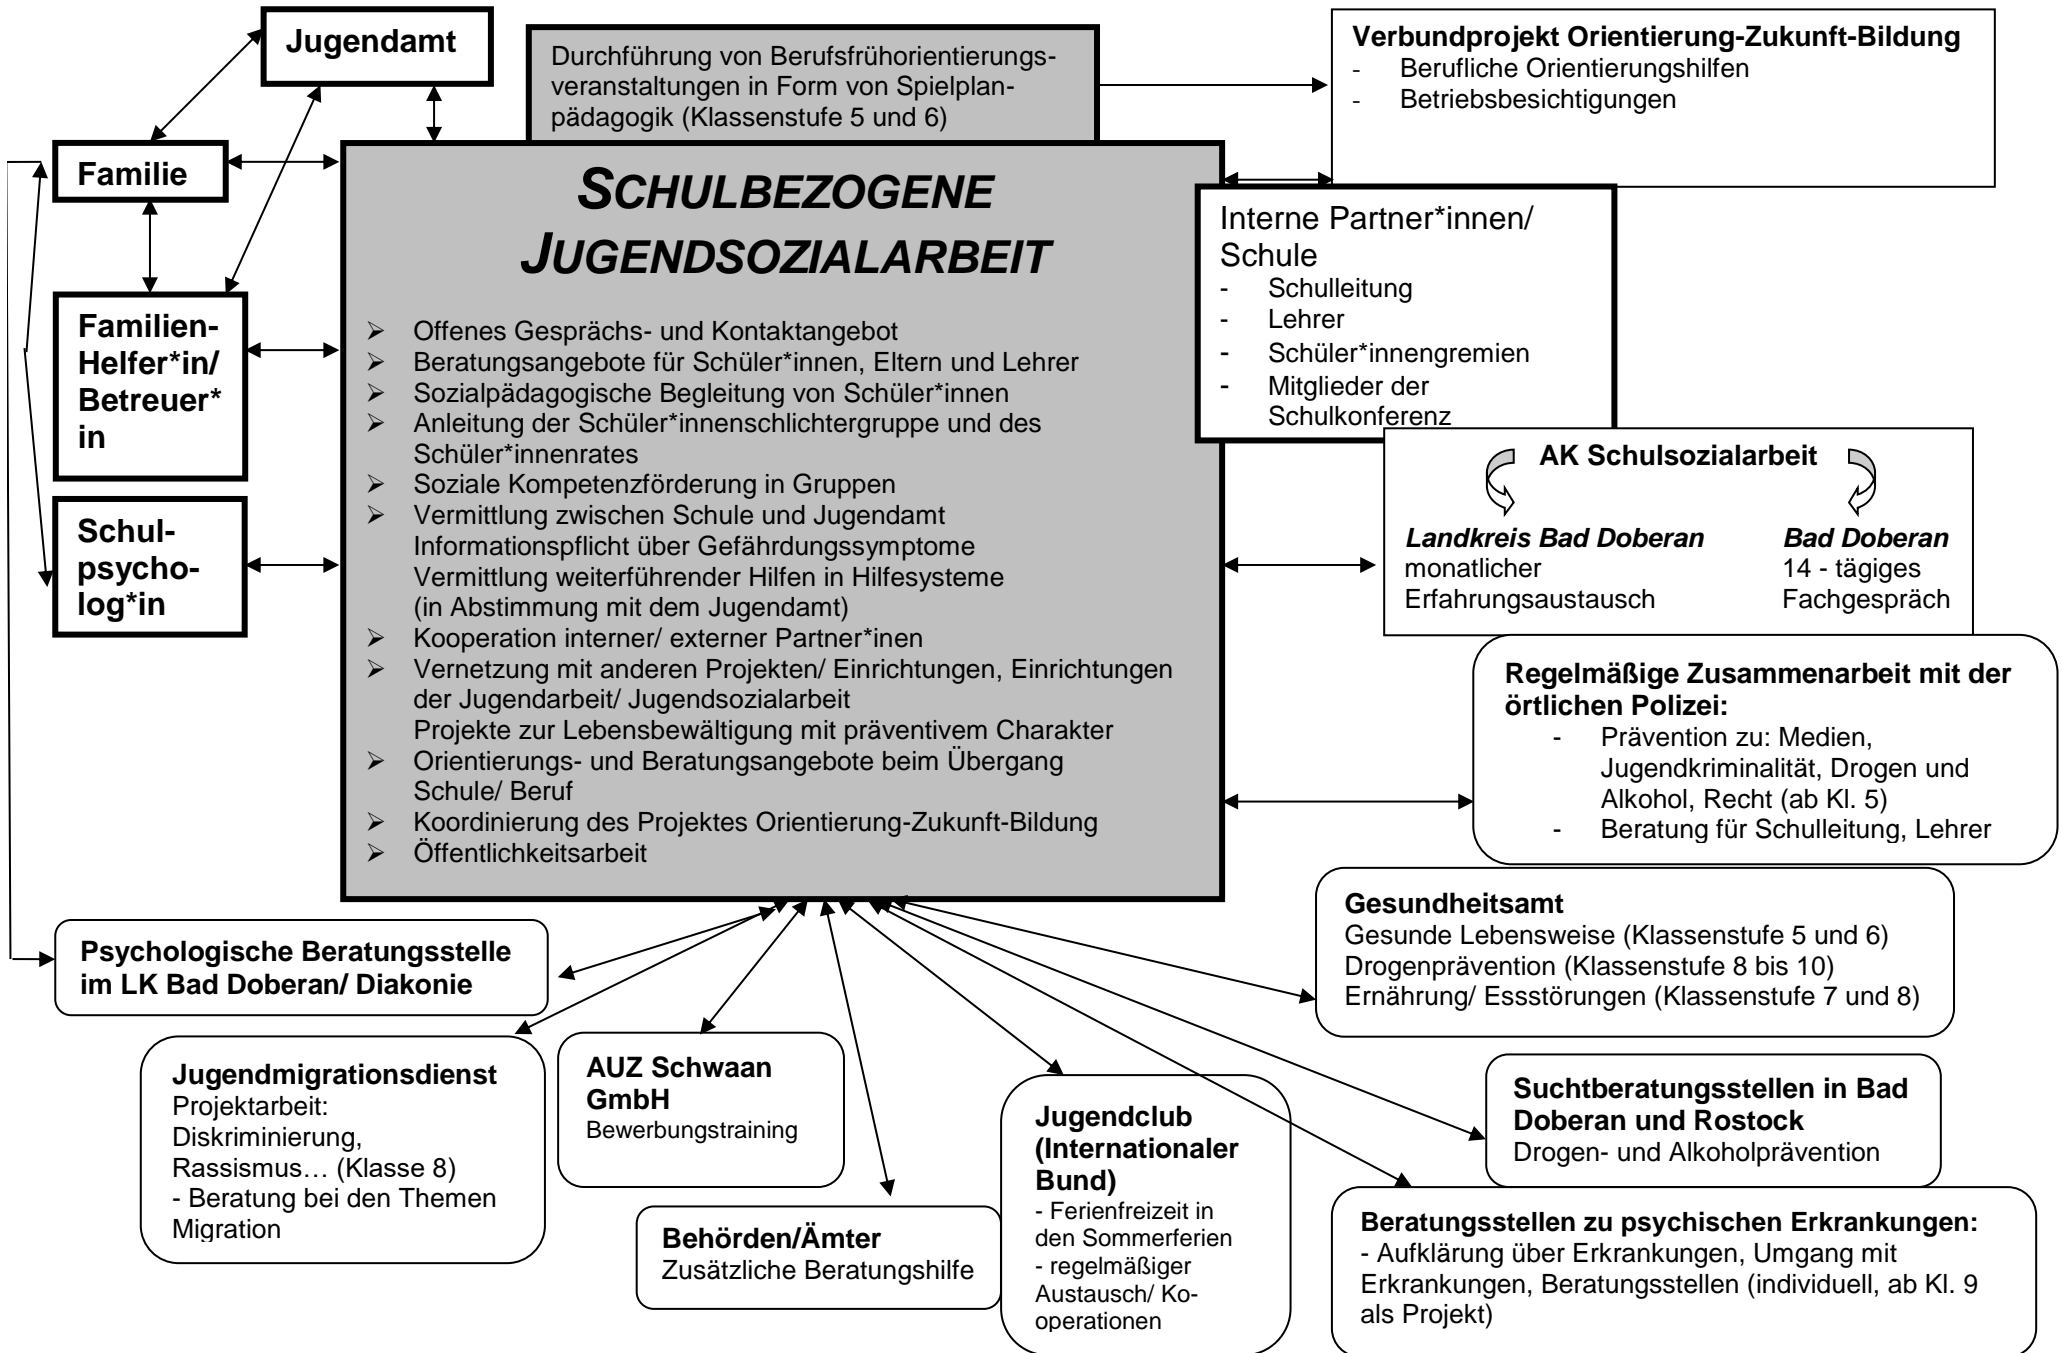 Jugendamt
Durchführung von Berufsfrühorientierungs-
veranstaltungen in Form von Spielplan-
pädagogik (Klassenstufe 5 und 6)
Verbundprojekt Orientierung-Zukunft-Bildung
- Berufliche Orientierungshilfen
- Betriebsbesichtigungen
Familie
Familien-
Helfer*in/
Betreuer*
in
Schul-
psycho-
log*in
SCHULBEZOGENE
JUGENDSOZIALARBEIT
➢ Offenes Gesprächs- und Kontaktangebot
➢ Beratungsangebote für Schüler*innen, Eltern und Lehrer
➢ Sozialpädagogische Begleitung von Schüler*innen
➢ Anleitung der Schüler*innenschlichtergruppe und des
Schüler*innenrates
➢ Soziale Kompetenzförderung in Gruppen
➢ Vermittlung zwischen Schule und Jugendamt
Informationspflicht über Gefährdungssymptome
Vermittlung weiterführender Hilfen in Hilfesysteme
(in Abstimmung mit dem Jugendamt)
➢ Kooperation interner/ externer Partner*inen
➢ Vernetzung mit anderen Projekten/ Einrichtungen, Einrichtungen
der Jugendarbeit/ Jugendsozialarbeit
Projekte zur Lebensbewältigung mit präventivem Charakter
➢ Orientierungs- und Beratungsangebote beim Übergang
Schule/ Beruf
➢ Koordinierung des Projektes Orientierung-Zukunft-Bildung
➢ Öffentlichkeitsarbeit
Interne Partner*innen/
Schule
- Schulleitung
- Lehrer
- Schüler*innengremien
- Mitglieder der
Schulkonferenz
AK Schulsozialarbeit
Landkreis Bad Doberan
monatlicher
Erfahrungsaustausch
Bad Doberan
14 - tägiges
Fachgespräch
Regelmäßige Zusammenarbeit mit der
örtlichen Polizei:
- Prävention zu: Medien,
Jugendkriminalität, Drogen und
Alkohol, Recht (ab Kl. 5)
- Beratung für Schulleitung, Lehrer
Gesundheitsamt
Gesunde Lebensweise (Klassenstufe 5 und 6)
Drogenprävention (Klassenstufe 8 bis 10)
Ernährung/ Essstörungen (Klassenstufe 7 und 8)
Psychologische Beratungsstelle
im LK Bad Doberan/ Diakonie
Jugendmigrationsdienst
Projektarbeit:
Diskriminierung,
Rassismus… (Klasse 8)
- Beratung bei den Themen
Migration
AUZ Schwaan
GmbH
Bewerbungstraining
Behörden/Ämter
Zusätzliche Beratungshilfe
Jugendclub
(Internationaler
Bund)
- Ferienfreizeit in
den Sommerferien
- regelmäßiger
Austausch/ Ko-
operationen
Suchtberatungsstellen in Bad
Doberan und Rostock
Drogen- und Alkoholprävention
Beratungsstellen zu psychischen Erkrankungen:
- Aufklärung über Erkrankungen, Umgang mit
Erkrankungen, Beratungsstellen (individuell, ab Kl. 9
als Projekt)